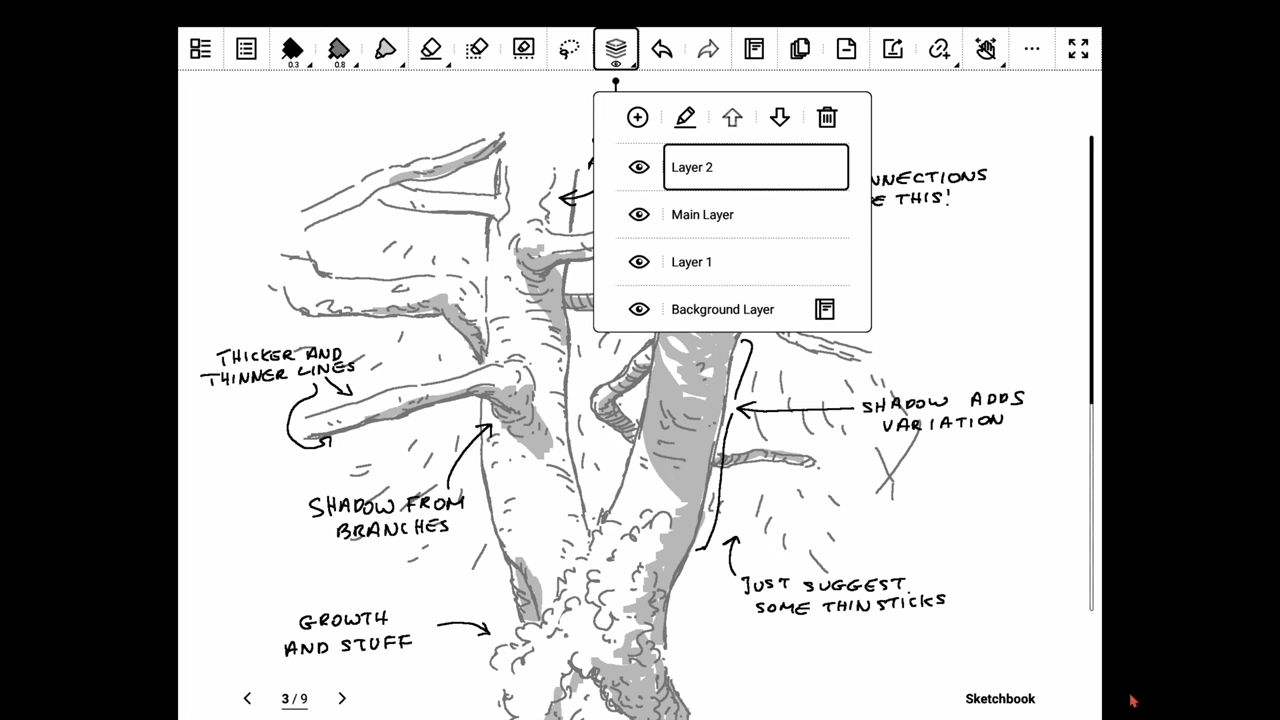 0.3
0.8
Layer 2
Main Layer
Layer 1
Background Layer
THIS!
THICKER AND
THINNER LINES
SHADOW ADDS
VARIATION
SHADOW FROM
BRANCHES
JUST SUGGEST
SOME THIN STICKS
GROWTH
AND STUFF
3 / 9
Sketchbook